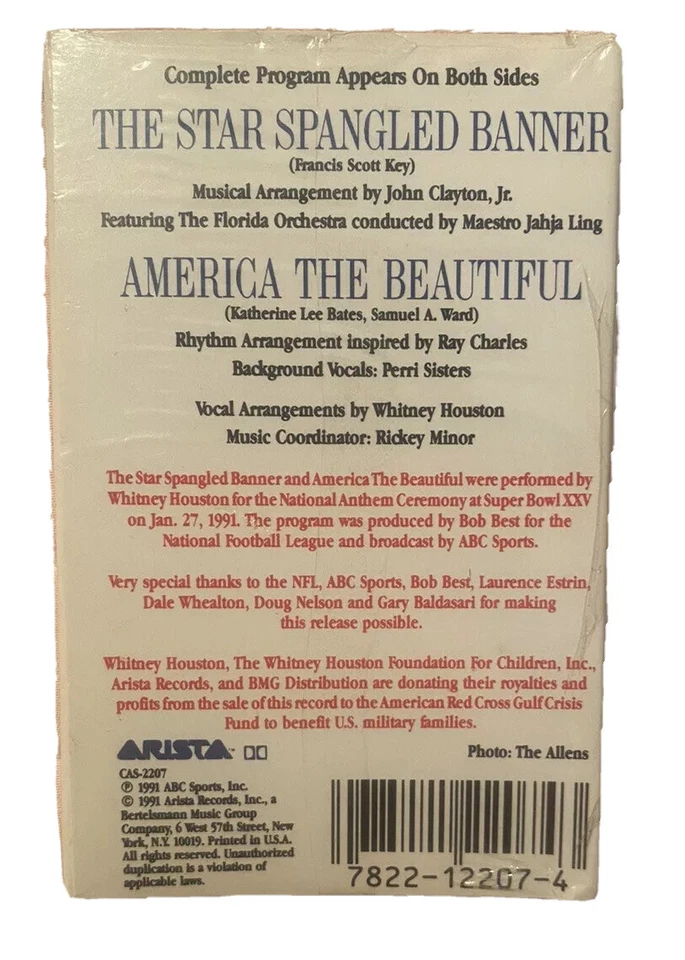 Complete Program Appears On Both Sides
THE STAR SPANGLED BANNER
(Francis Scott Key)
Musical Arrangement by John Clayton, Jr.
Featuring The Florida Orchestra conducted by Maestro Jahja Ling
AMERICA THE BEAUTIFUL
(Katherine Lee Bates, Samuel A. Ward)
Rhythm Arrangement inspired by Ray Charles
Background Vocals: Perri Sisters
Vocal Arrangements by Whitney Houston
Music Coordinator: Rickey Minor
The Star Spangled Banner and America The Beautiful were performed by
Whitney Houston for the National Anthem Ceremony at Super Bowl XXV
on Jan. 27, 1991. The program was produced by Bob Best for the
National Football League and broadcast by ABC Sports.
Very special thanks to the NFL, ABC Sports, Bob Best, Laurence Estrin,
Dale Whealton, Doug Nelson and Gary Baldasari for making
this release possible.
Whitney Houston, The Whitney Houston Foundation For Children, Inc.,
Arista Records, and BMG Distribution are donating their royalties and
profits from the sale of this record to the American Red Cross Gulf Crisis
Fund to benefit U.S. military families.
ARISTA™
Photo: The Allens
CAS-2207
℗ 1991 ABC Sports, Inc.
© 1991 Arista Records, Inc., a
Bertelsmann Music Group
Company, 6 West 57th Street, New
York, N.Y. 10019. Printed in U.S.A.
All rights reserved. Unauthorized
duplication is a violation of
applicable laws.
7822-12207-4